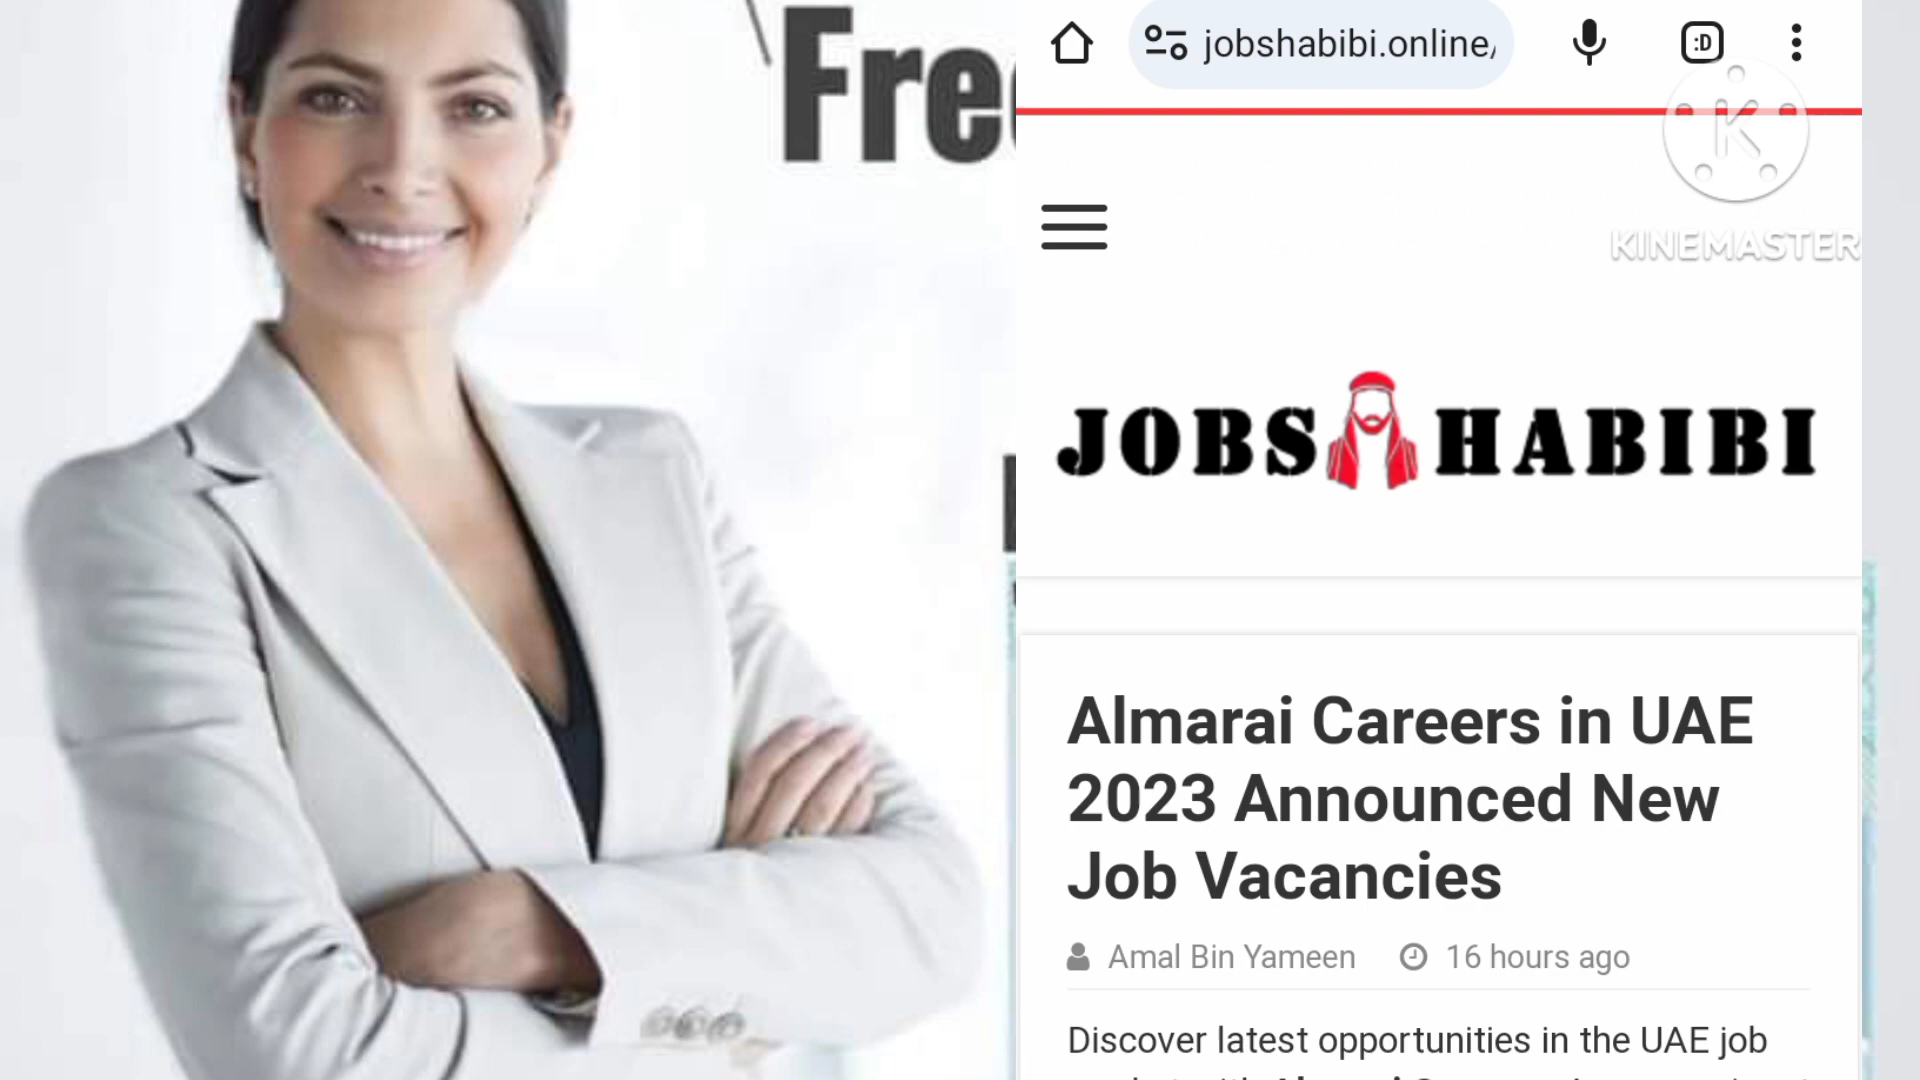 Fre
jobshabibi.online/
:D
K
KINEMASTER
JOBS HABIBI
Almarai Careers in UAE
2023 Announced New
Job Vacancies
Amal Bin Yameen 16 hours ago
Discover latest opportunities in the UAE job